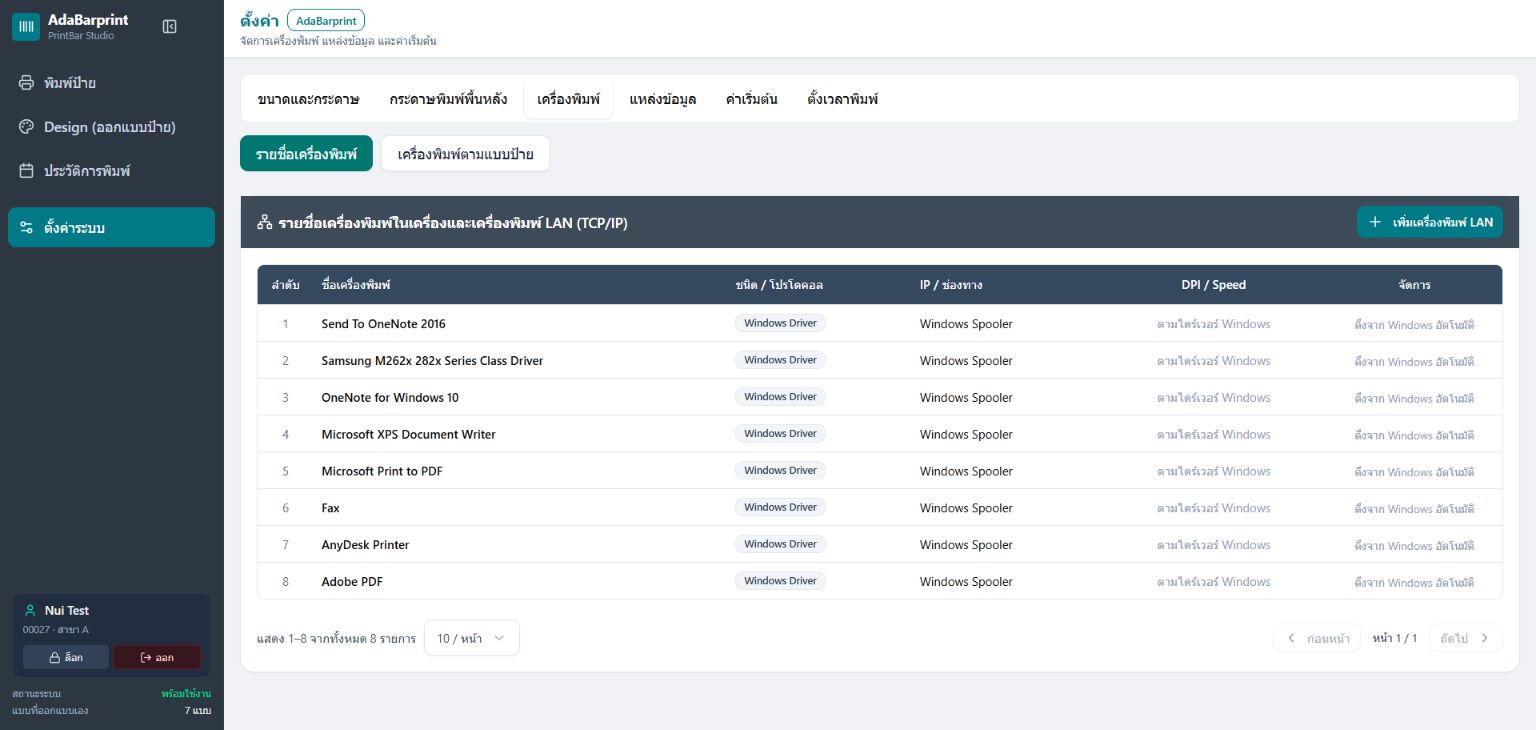 AdaBarprint
PrintBar Studio
พิมพ์ป้าย
Design (ออกแบบป้าย)
ประวัติการพิมพ์
ตั้งค่าระบบ
Nui Test
00027 · สาขา A
ล็อก
ออก
สถานะระบบ พร้อมใช้งาน
แบบที่ออกแบบเอง 7 แบบ
ตั้งค่า AdaBarprint
จัดการเครื่องพิมพ์ แหล่งข้อมูล และค่าเริ่มต้น
ขนาดและกระดาษ กระดาษพิมพ์พื้นหลัง เครื่องพิมพ์ แหล่งข้อมูล ค่าเริ่มต้น ตั้งเวลาพิมพ์
รายชื่อเครื่องพิมพ์ เครื่องพิมพ์ตามแบบป้าย
รายชื่อเครื่องพิมพ์ในเครื่องและเครื่องพิมพ์ LAN (TCP/IP) + เพิ่มเครื่องพิมพ์ LAN
ลำดับ ชื่อเครื่องพิมพ์ ชนิด / โปรโตคอล IP / ช่องทาง DPI / Speed จัดการ
1 Send To OneNote 2016 Windows Driver Windows Spooler ตามไดร์เวอร์ Windows ดึงจาก Windows อัตโนมัติ
2 Samsung M262x 282x Series Class Driver Windows Driver Windows Spooler ตามไดร์เวอร์ Windows ดึงจาก Windows อัตโนมัติ
3 OneNote for Windows 10 Windows Driver Windows Spooler ตามไดร์เวอร์ Windows ดึงจาก Windows อัตโนมัติ
4 Microsoft XPS Document Writer Windows Driver Windows Spooler ตามไดร์เวอร์ Windows ดึงจาก Windows อัตโนมัติ
5 Microsoft Print to PDF Windows Driver Windows Spooler ตามไดร์เวอร์ Windows ดึงจาก Windows อัตโนมัติ
6 Fax Windows Driver Windows Spooler ตามไดร์เวอร์ Windows ดึงจาก Windows อัตโนมัติ
7 AnyDesk Printer Windows Driver Windows Spooler ตามไดร์เวอร์ Windows ดึงจาก Windows อัตโนมัติ
8 Adobe PDF Windows Driver Windows Spooler ตามไดร์เวอร์ Windows ดึงจาก Windows อัตโนมัติ
แสดง 1–8 จากทั้งหมด 8 รายการ 10 / หน้า ก่อนหน้า หน้า 1 / 1 ถัดไป